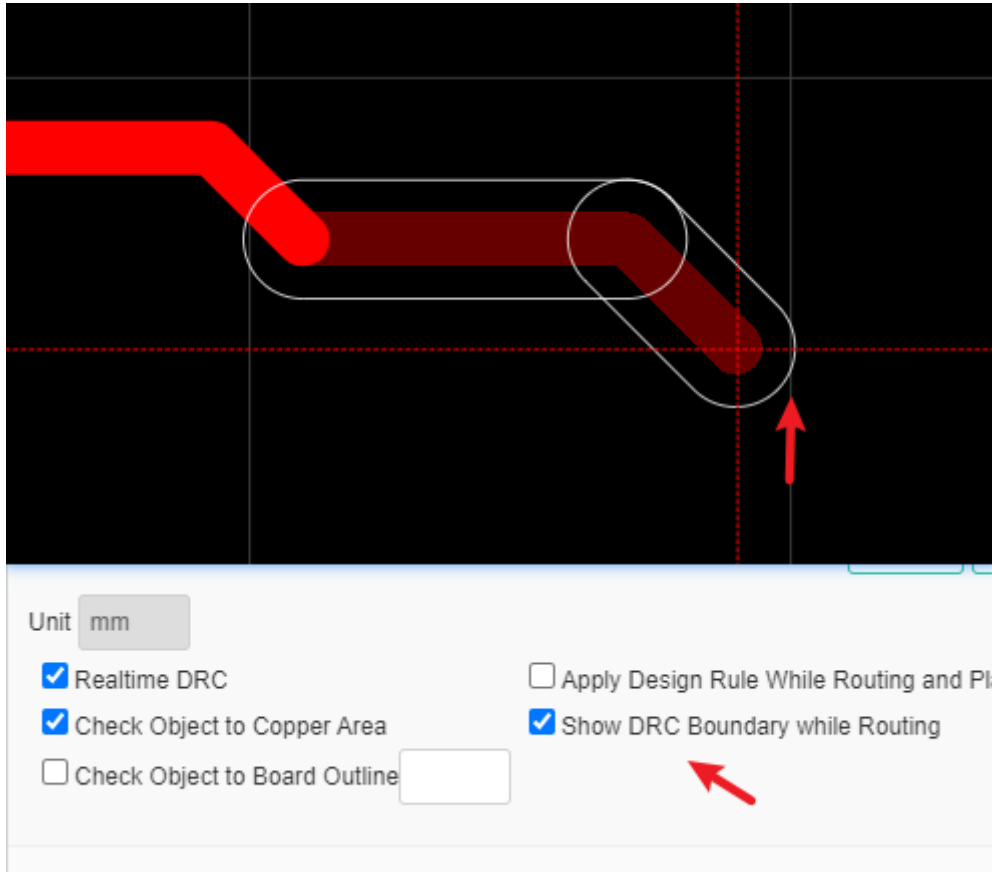 Unit mm
Realtime DRC Apply Design Rule While Routing and
Check Object to Copper Area Show DRC Boundary while Routing
Check Object to Board Outline